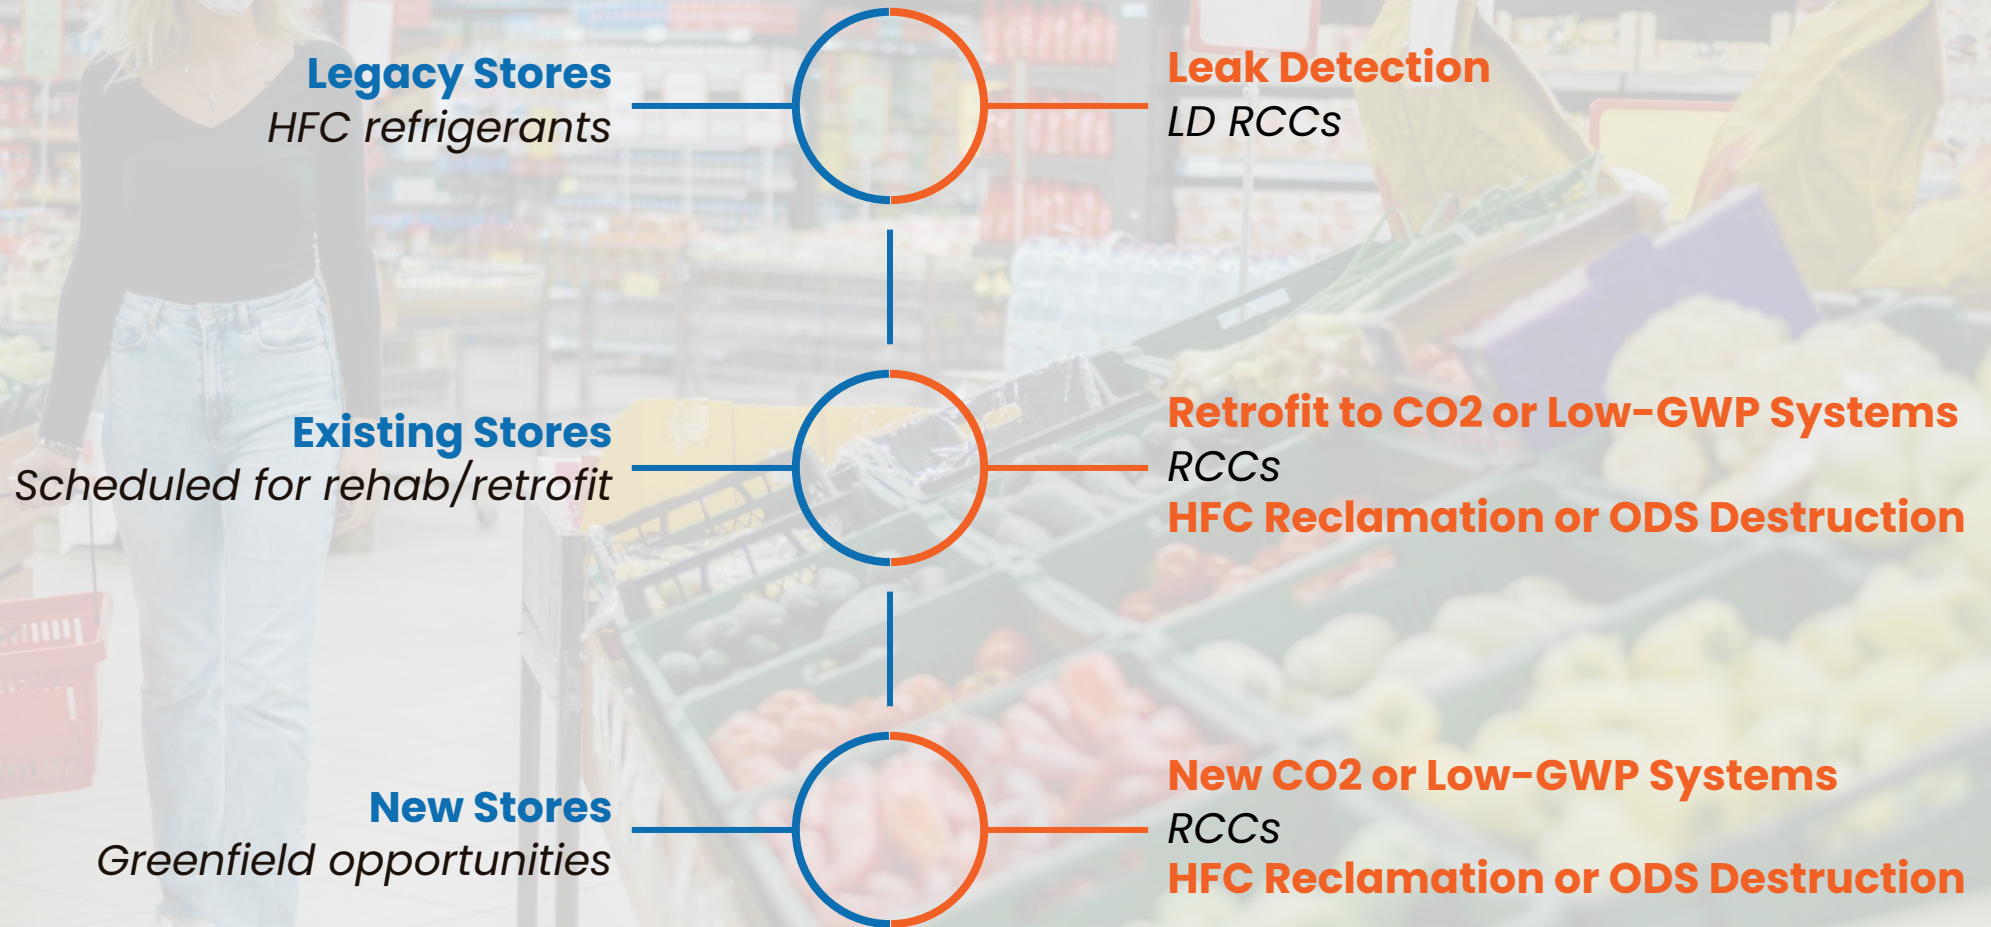 Legacy Stores
HFC refrigerants
Leak Detection
LD RCCs
Existing Stores
Scheduled for rehab/retrofit
Retrofit to CO2 or Low-GWP Systems
RCCs
HFC Reclamation or ODS Destruction
New Stores
Greenfield opportunities
New CO2 or Low-GWP Systems
RCCs
HFC Reclamation or ODS Destruction